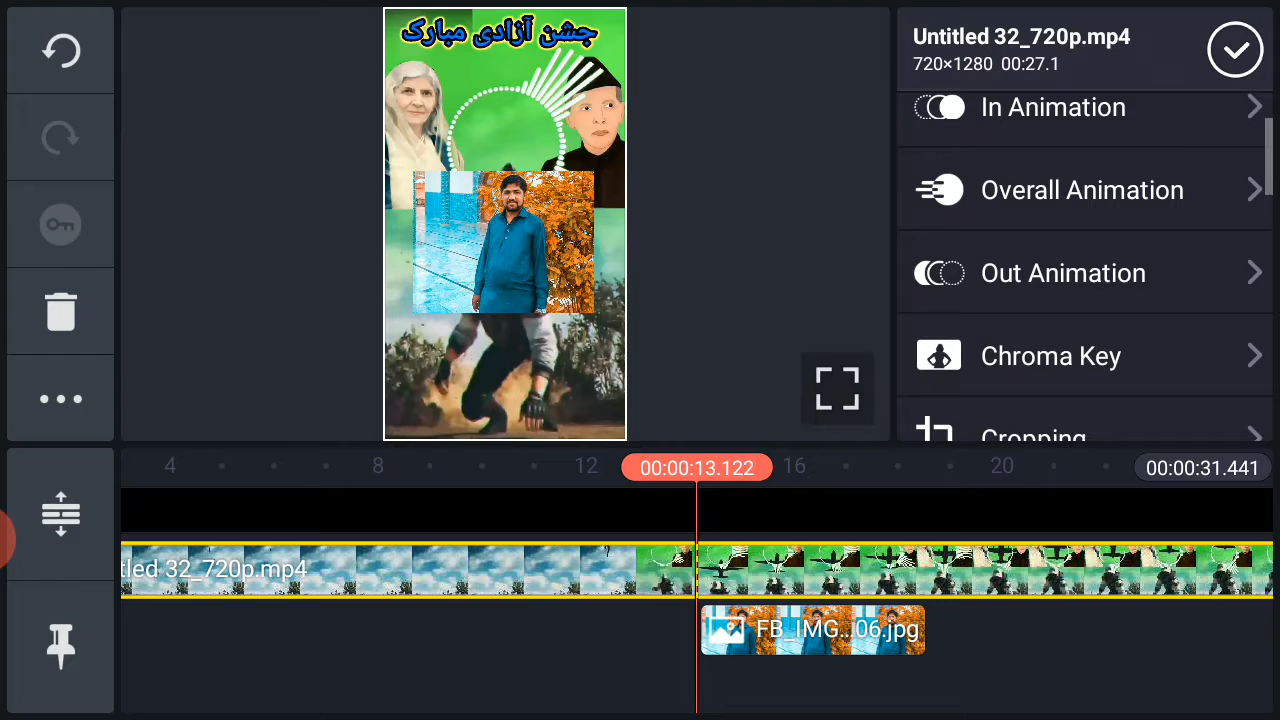 جشن آزادی مبارک
Untitled 32_720p.mp4
720×1280 00:27.1
In Animation
Overall Animation
Out Animation
Chroma Key
Cropping
4
8
12
00:00:13.122
16
20
00:00:31.441
tled 32_720p.mp4
FB_IMG...06.jpg